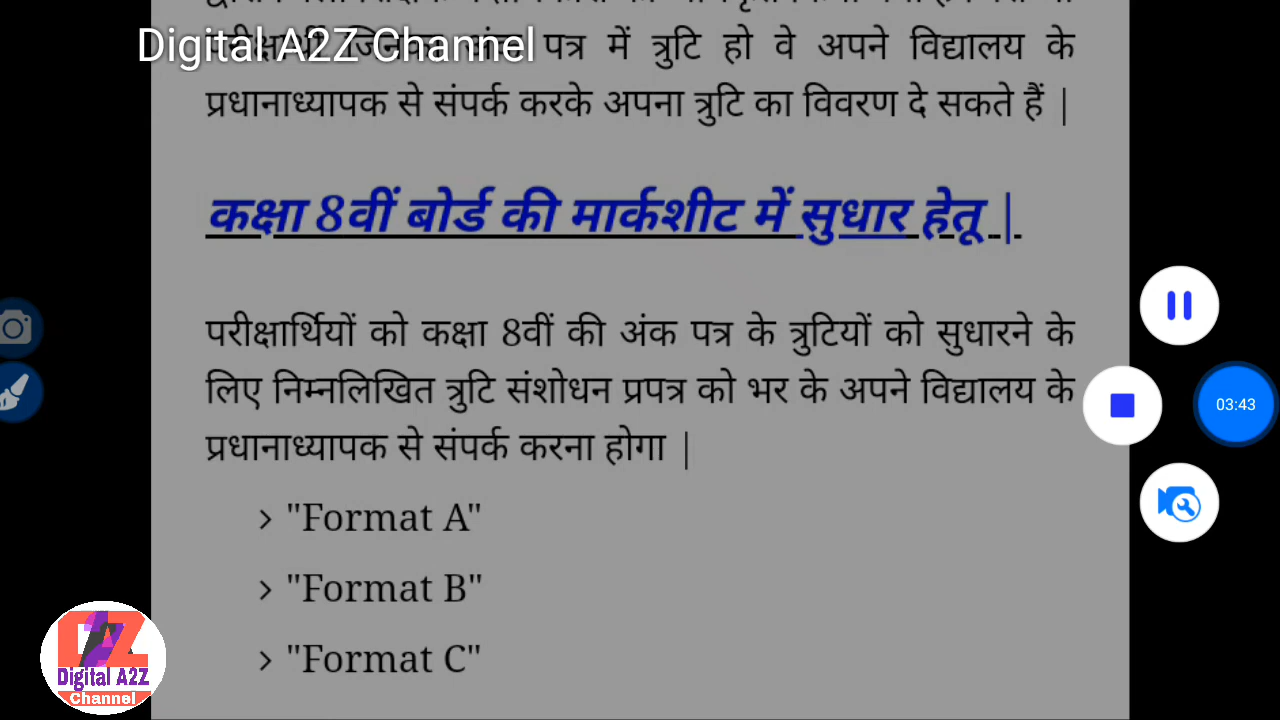 Digital A2Z Channel
पत्र में त्रुटि हो वे अपने विद्यालय के
प्रधानाध्यापक से संपर्क करके अपना त्रुटि का विवरण दे सकते हैं |
कक्षा 8वीं बोर्ड की मार्कशीट में सुधार हेतू |
परीक्षार्थियों को कक्षा 8वीं की अंक पत्र के त्रुटियों को सुधारने के
लिए निम्नलिखित त्रुटि संशोधन प्रपत्र को भर के अपने विद्यालय के
प्रधानाध्यापक से संपर्क करना होगा |
> "Format A"
> "Format B"
> "Format C"
03:43
Digital A2Z
Channel